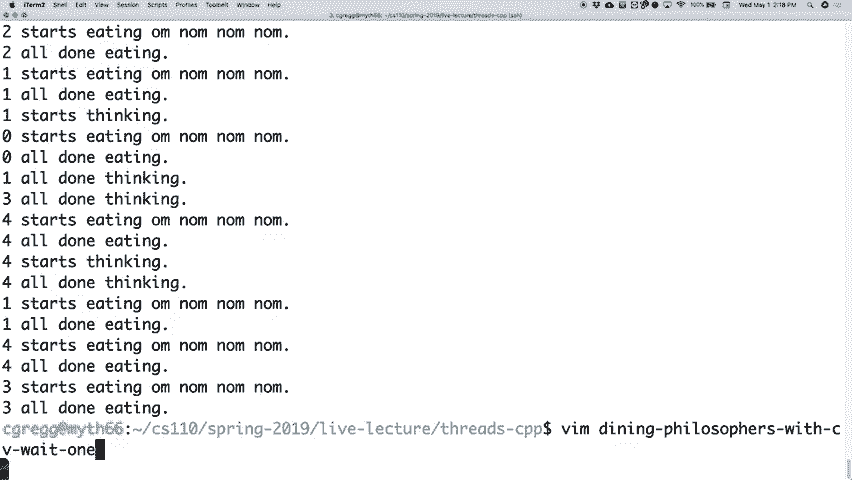 iTerm2 Shell Edit View Session Scripts Profiles Toolbelt Window Help 100% Wed May 1 2:18 PM
3. cgregg@myth66: ~/cs110/spring-2019/live-lecture/threads-cpp (ssh)
2 starts eating om nom nom nom.
2 all done eating.
1 starts eating om nom nom nom.
1 all done eating.
1 starts thinking.
0 starts eating om nom nom nom.
0 all done eating.
1 all done thinking.
3 all done thinking.
4 starts eating om nom nom nom.
4 all done eating.
4 starts thinking.
4 all done thinking.
1 starts eating om nom nom nom.
1 all done eating.
4 starts eating om nom nom nom.
4 all done eating.
3 starts eating om nom nom nom.
3 all done eating.
cgregg@myth66:~/cs110/spring-2019/live-lecture/threads-cpp$ vim dining-philosophers-with-c
v-wait-one